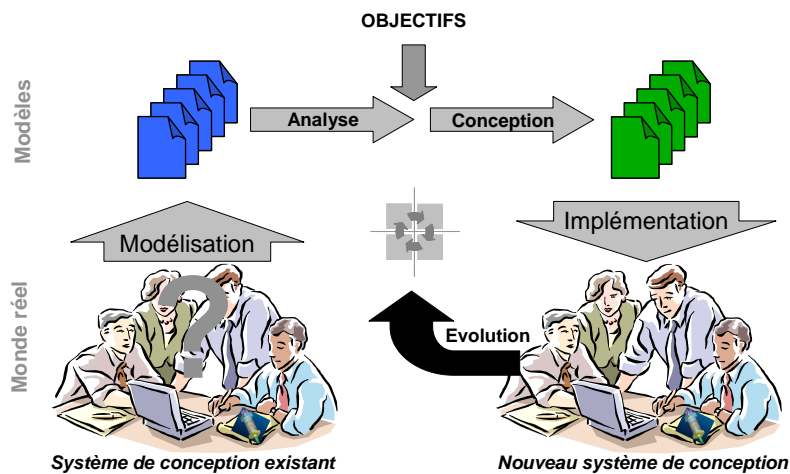 OBJECTIFS
Modèles
Analyse
Conception
Modélisation
Implémentation
Monde réel
?
Evolution
Système de conception existant
Nouveau système de conception